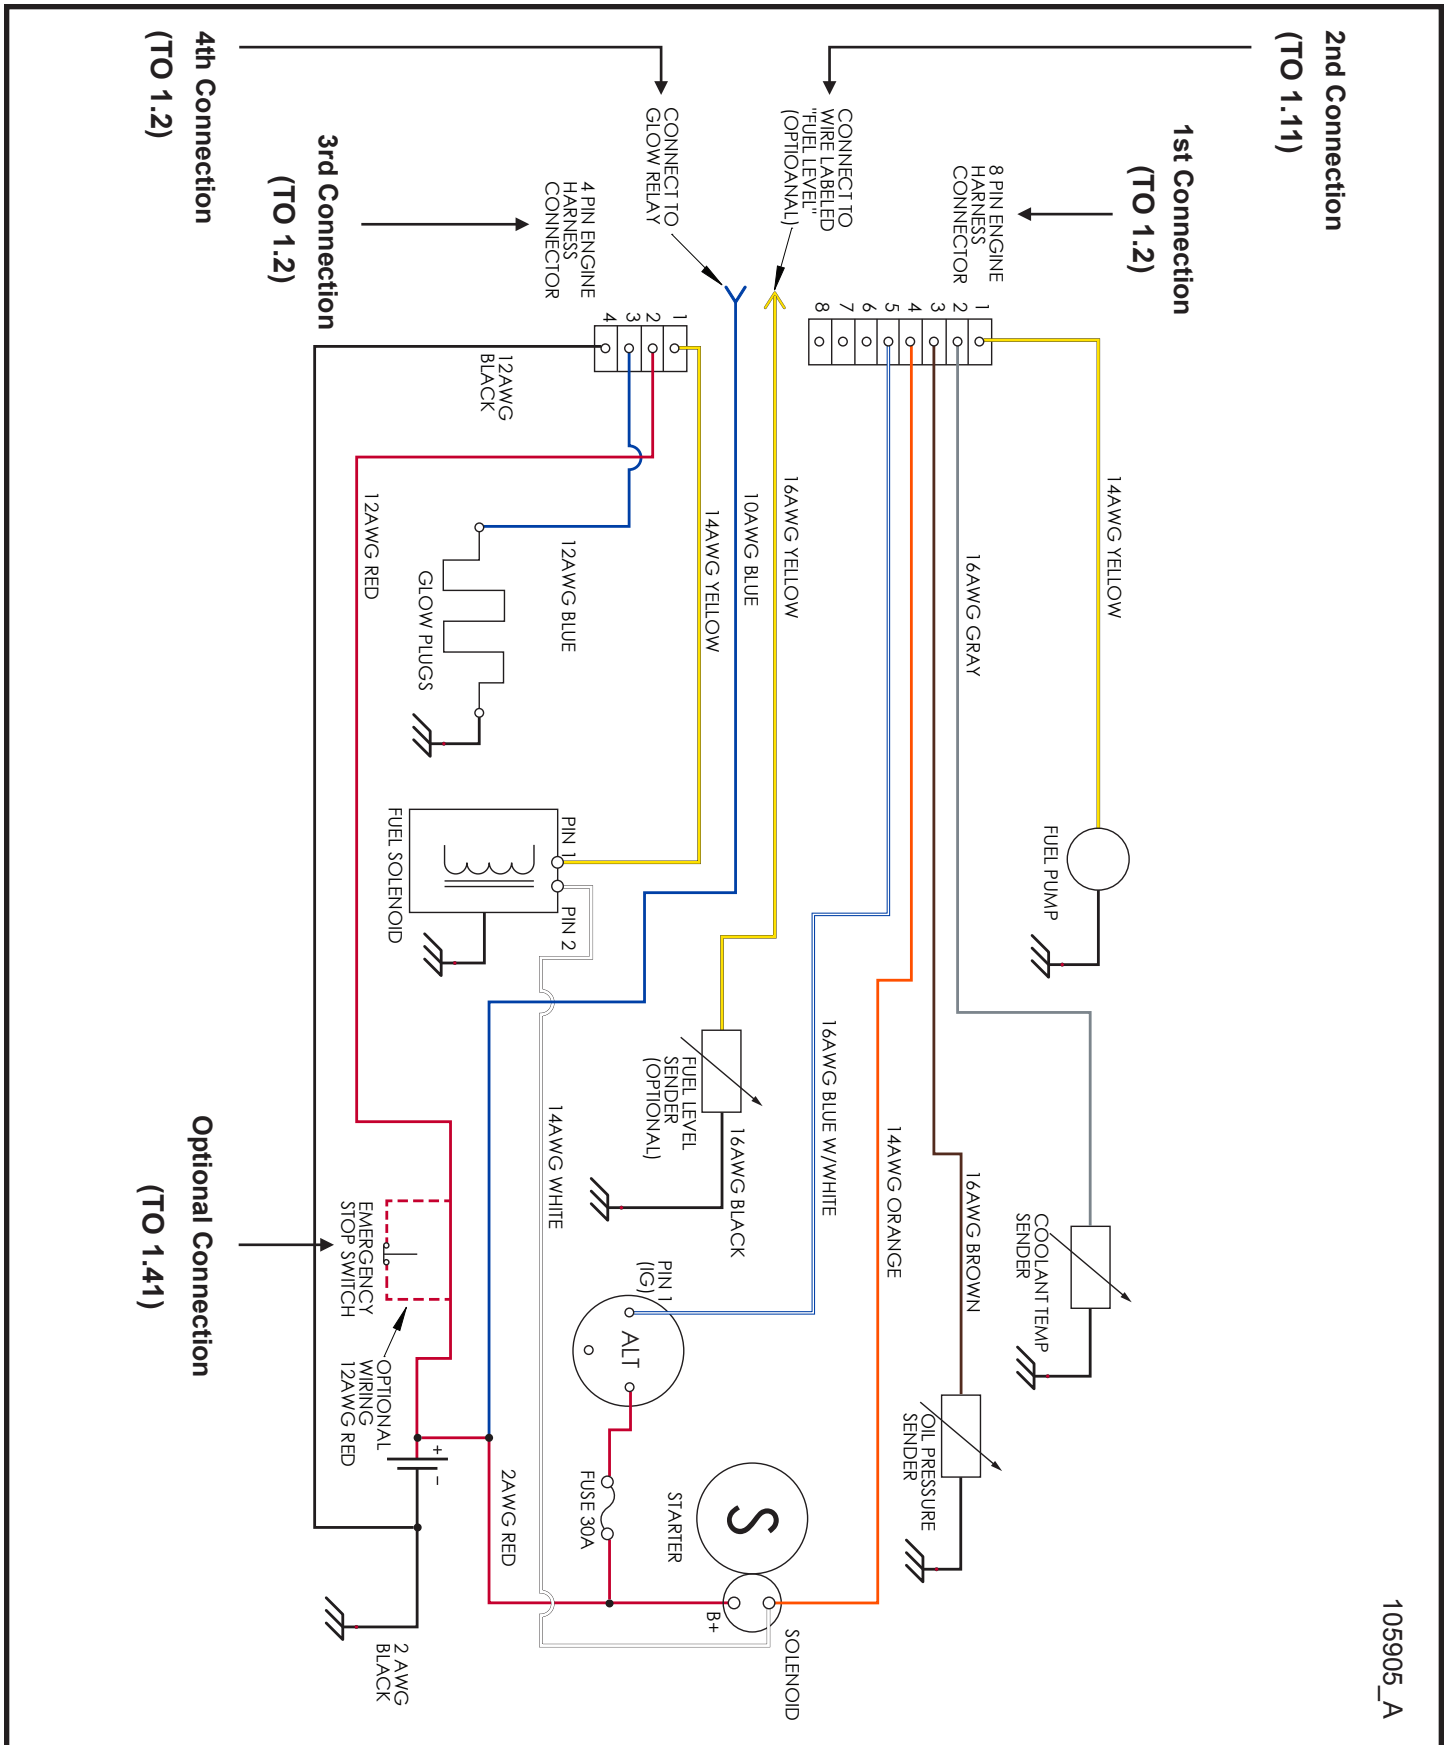 105905_A
2nd Connection
(TO 1.11)
1st Connection
(TO 1.2)
8 PIN ENGINE
HARNESS
CONNECTOR
1
2
3
4
5
6
7
8
14AWG YELLOW
FUEL PUMP
16AWG GRAY
COOLANT TEMP
SENDER
16AWG BROWN
OIL PRESSURE
SENDER
14AWG ORANGE
16AWG BLUE W/WHITE
SOLENOID
B+
S
STARTER
CONNECT TO
WIRE LABELED
"FUEL LEVEL"
(OPTIOANAL)
16AWG YELLOW
FUEL LEVEL
SENDER
(OPTIONAL)
16AWG BLACK
PIN 1
(IG)
ALT
FUSE 30A
10AWG BLUE
CONNECT TO
GLOW RELAY
4th Connection
(TO 1.2)
3rd Connection
(TO 1.2)
4 PIN ENGINE
HARNESS
CONNECTOR
1
2
3
4
14AWG YELLOW
PIN 1
PIN 2
FUEL SOLENOID
14AWG WHITE
12AWG BLUE
GLOW PLUGS
12AWG
BLACK
12AWG RED
2AWG RED
EMERGENCY
STOP SWITCH
OPTIONAL
WIRING
12AWG RED
+
–
2 AWG
BLACK
Optional Connection
(TO 1.41)